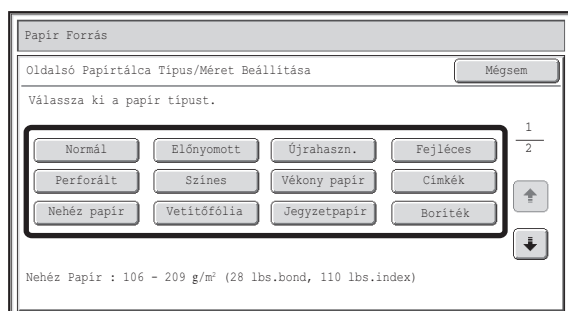 Papír Forrás
Oldalsó Papírtálca Típus/Méret Beállítása Mégsem
Válassza ki a papír típust.
1
2
Normál Előnyomott Újrahaszn. Fejléces
Perforált Színes Vékony papír Címkék
Nehéz papír Vetítőfólia Jegyzetpapír Boríték
Nehéz Papír : 106 - 209 g/m² (28 lbs.bond, 110 lbs.index)